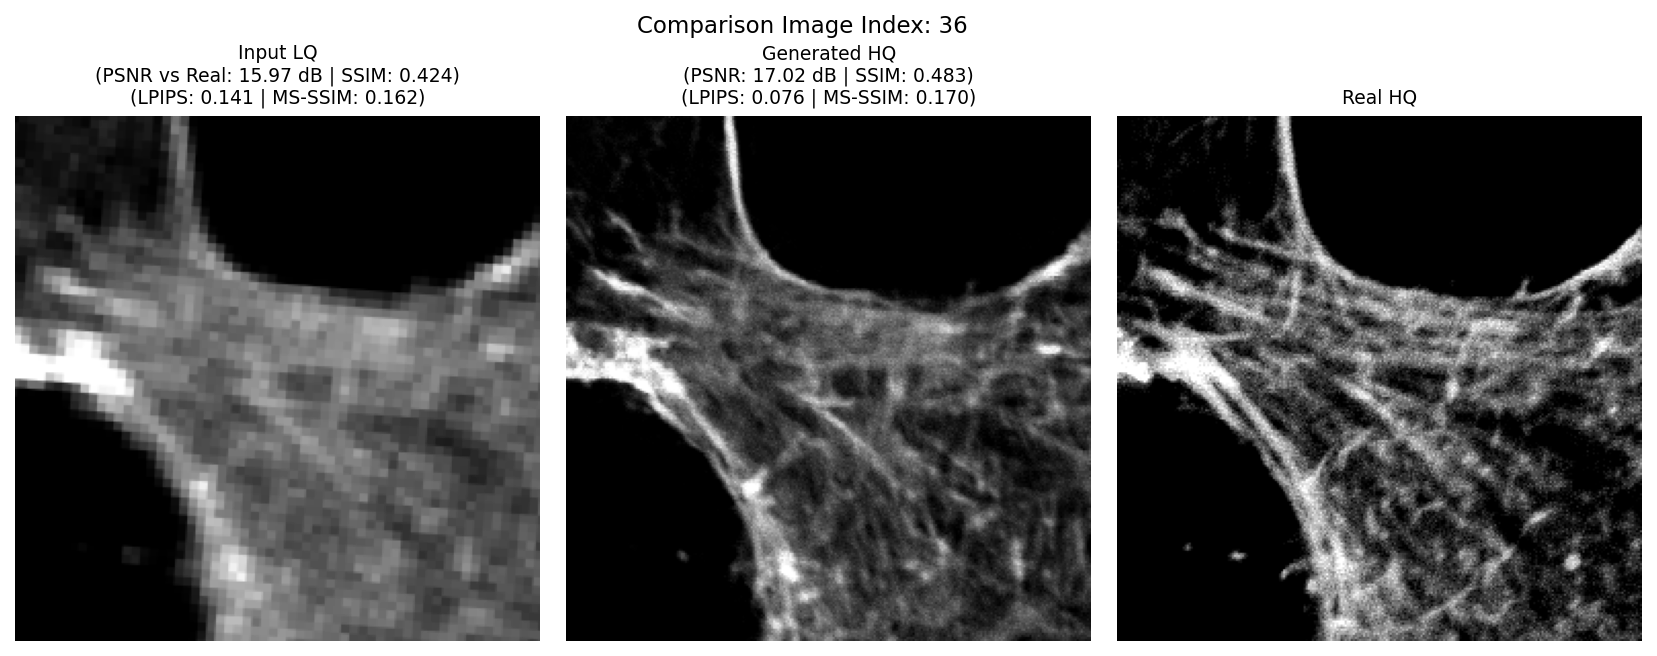 Comparison Image Index: 36
Input LQ
(PSNR vs Real: 15.97 dB | SSIM: 0.424)
(LPIPS: 0.141 | MS-SSIM: 0.162)
Generated HQ
(PSNR: 17.02 dB | SSIM: 0.483)
(LPIPS: 0.076 | MS-SSIM: 0.170)
Real HQ